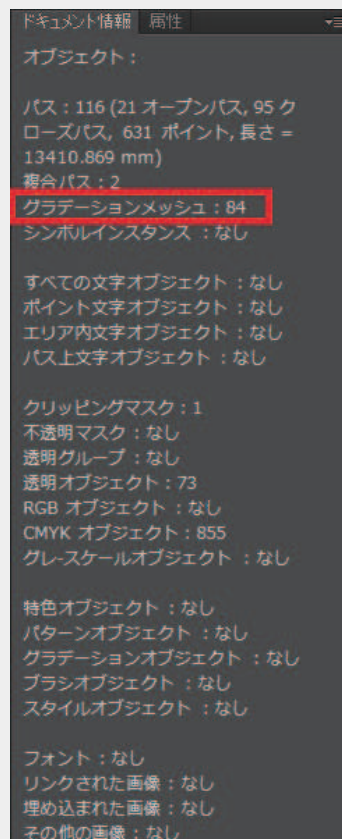 ドキュメント情報 属性
オブジェクト：
パス：116 (21 オープンパス, 95 ク
ローズパス, 631 ポイント, 長さ =
13410.869 mm)
複合パス：2
グラデーションメッシュ：84
シンボルインスタンス ：なし
すべての文字オブジェクト ：なし
ポイント文字オブジェクト ：なし
エリア内文字オブジェクト ：なし
パス上文字オブジェクト ：なし
クリッピングマスク：1
不透明マスク：なし
透明グループ ：なし
透明オブジェクト：73
RGB オブジェクト ：なし
CMYK オブジェクト：855
グレースケールオブジェクト ：なし
特色オブジェクト ：なし
パターンオブジェクト ：なし
グラデーションオブジェクト ：なし
ブラシオブジェクト ：なし
スタイルオブジェクト ：なし
フォント：なし
リンクされた画像：なし
埋め込まれた画像：なし
その他の画像：なし